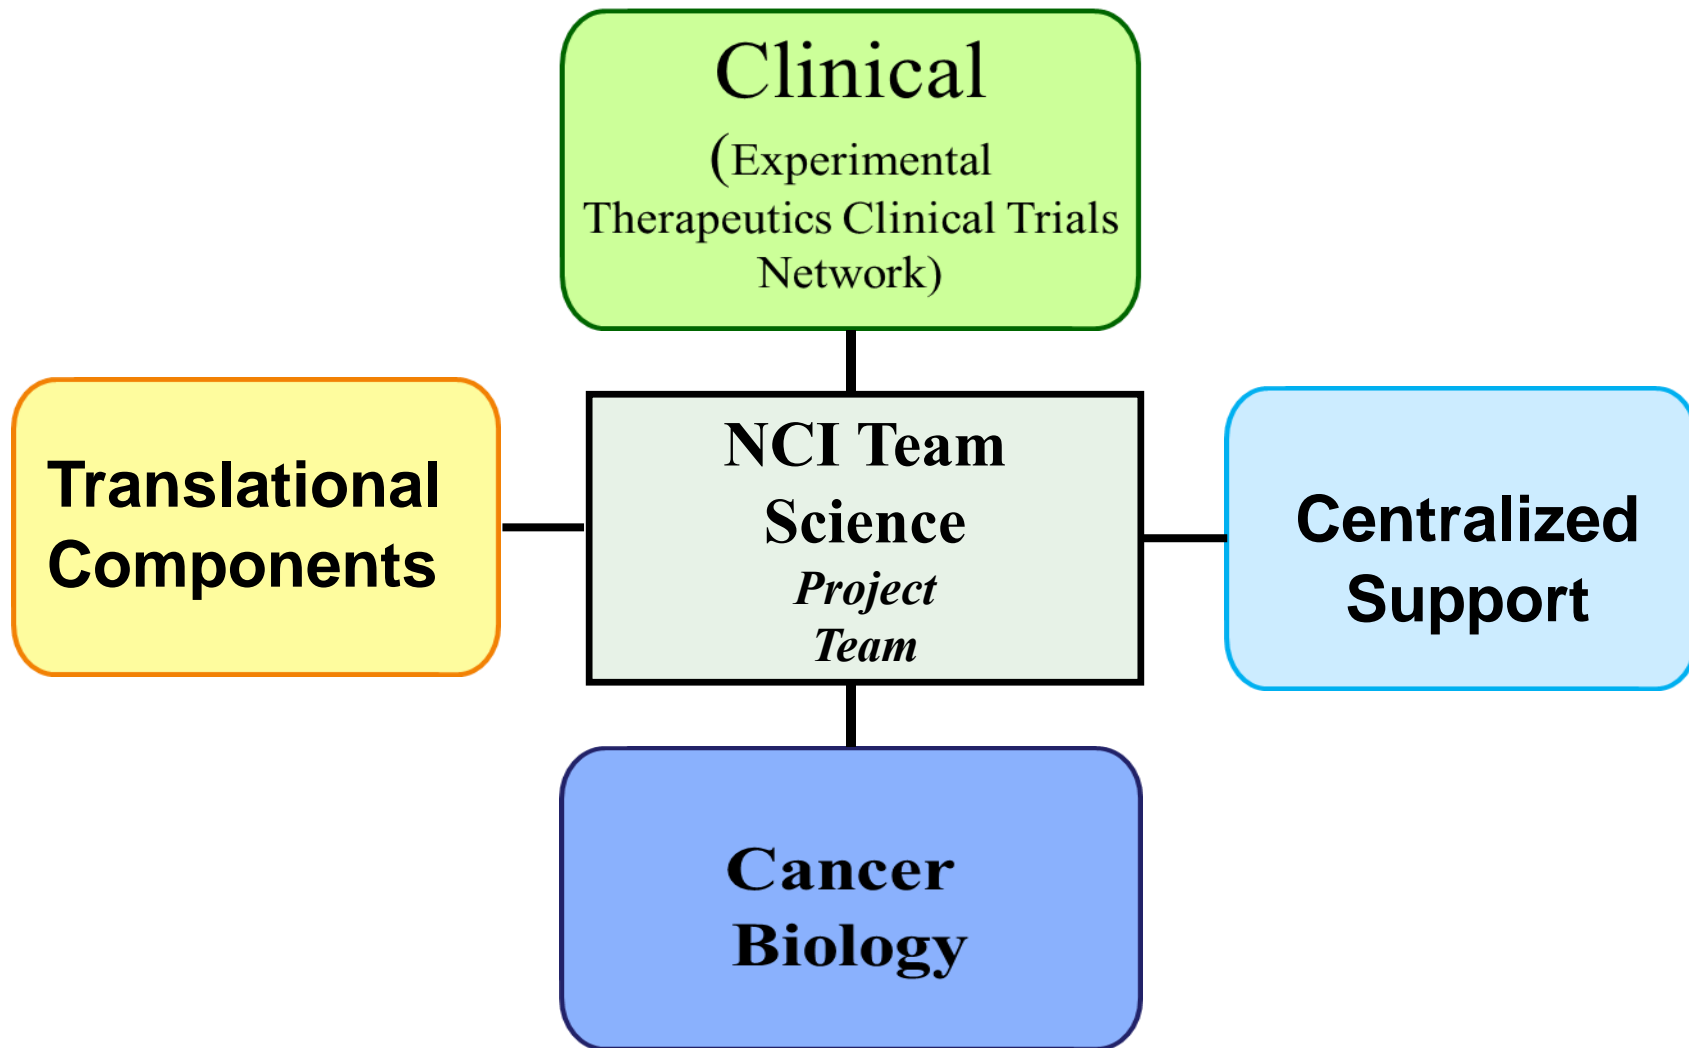 Clinical
(Experimental
Therapeutics Clinical Trials
Network)
Translational
Components
NCI Team
Science
Project
Team
Centralized
Support
Cancer
Biology